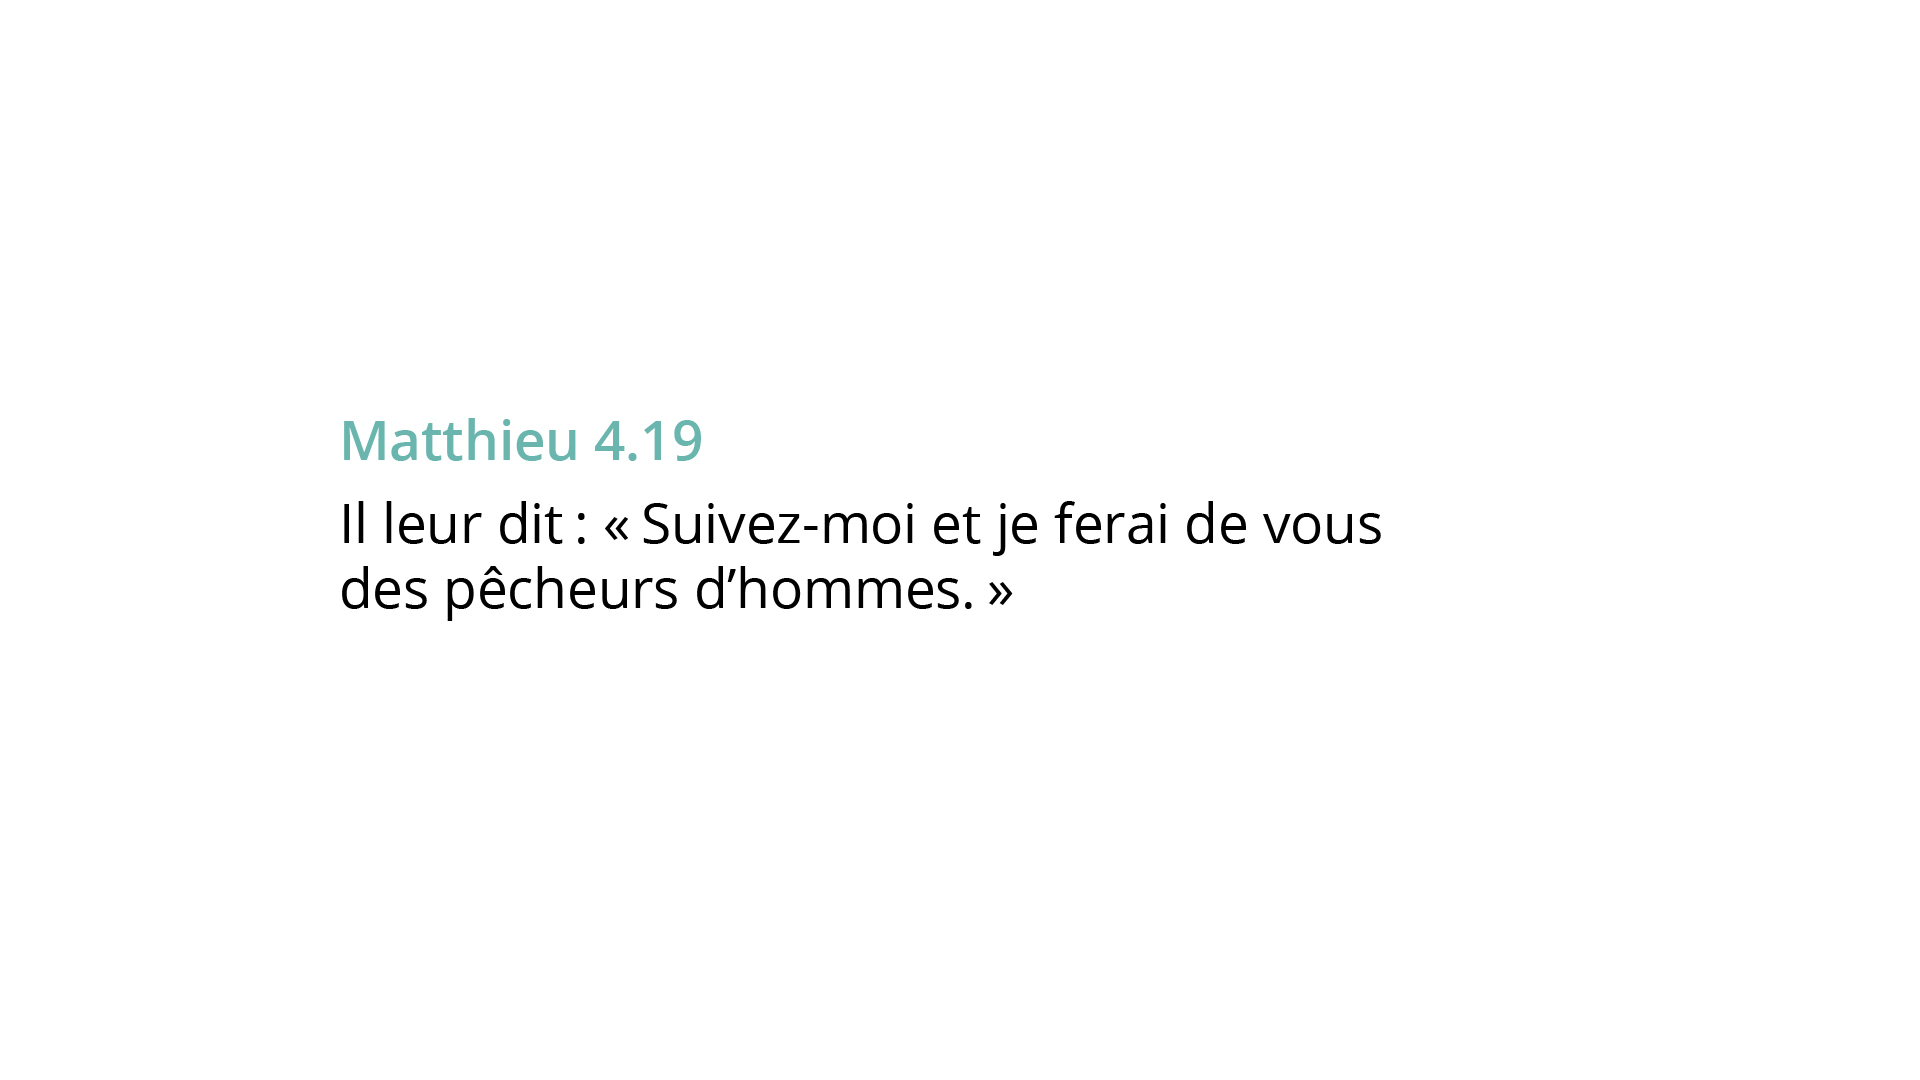 Matthieu 4.19
Il leur dit : « Suivez-moi et je ferai de vous
des pêcheurs d’hommes. »